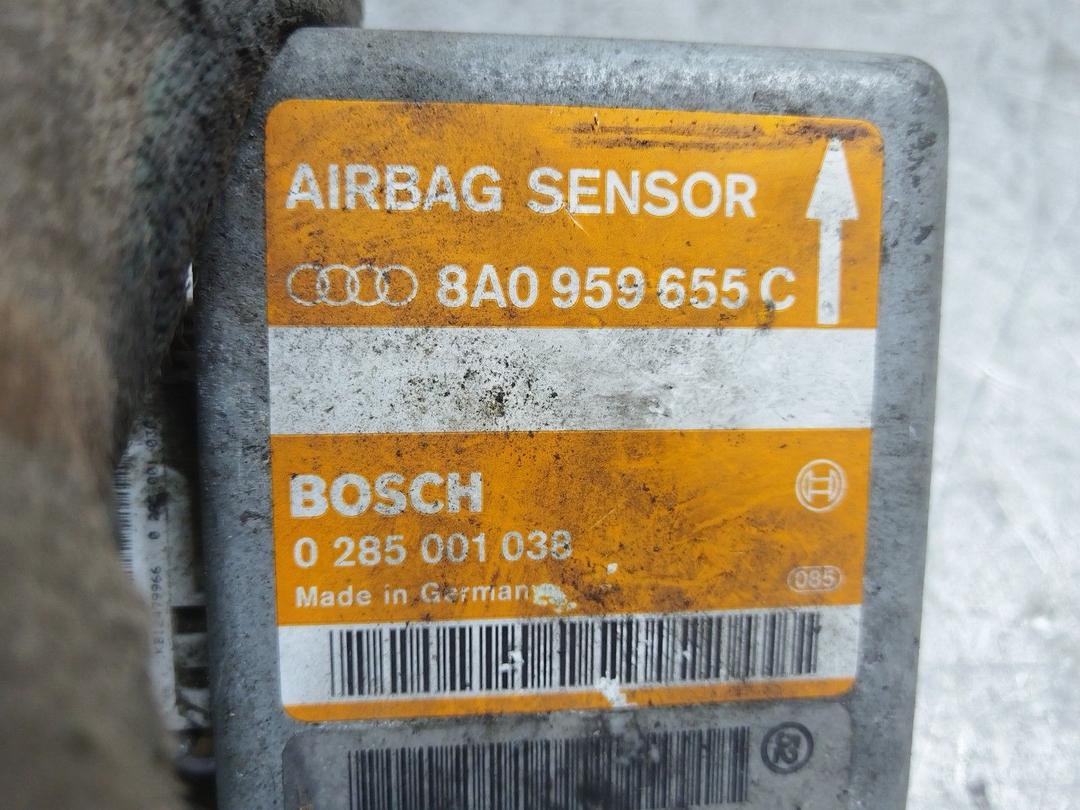 AIRBAG SENSOR
8A0 959 655 C
BOSCH
0 285 001 038
Made in Germany
085